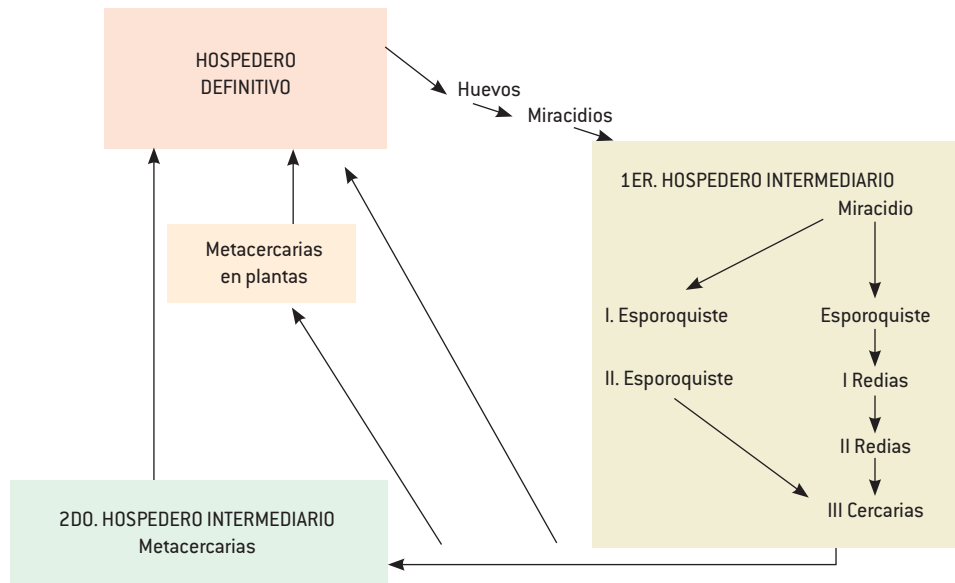 HOSPEDERO
DEFINITIVO
Huevos
Miracidios
1ER. HOSPEDERO INTERMEDIARIO
Miracidio
Metacercarias
en plantas
I. Esporoquiste
Esporoquiste
II. Esporoquiste
I Redias
II Redias
III Cercarias
2DO. HOSPEDERO INTERMEDIARIO
Metacercarias